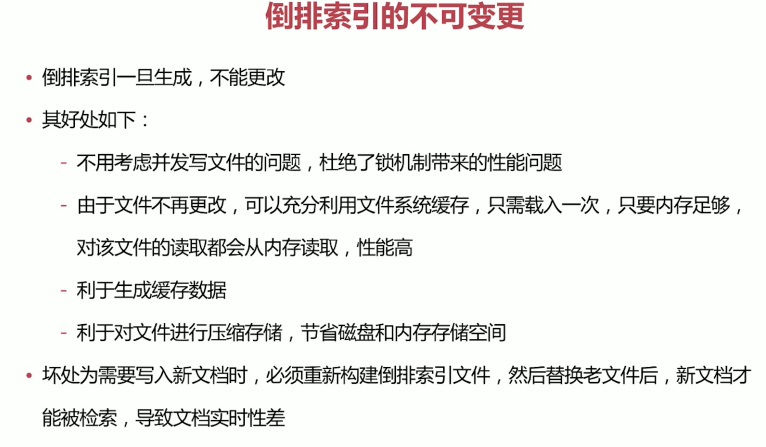 倒排索引的不可变更
• 倒排索引一旦生成，不能更改
• 其好处如下：
- 不用考虑并发写文件的问题，杜绝了锁机制带来的性能问题
- 由于文件不再更改，可以充分利用文件系统缓存，只需载入一次，只要内存足够，
对该文件的读取都会从内存读取，性能高
- 利于生成缓存数据
- 利于对文件进行压缩存储，节省磁盘和内存存储空间
• 坏处为需要写入新文档时，必须重新构建倒排索引文件，然后替换老文件后，新文档才
能被检索，导致文档实时性差